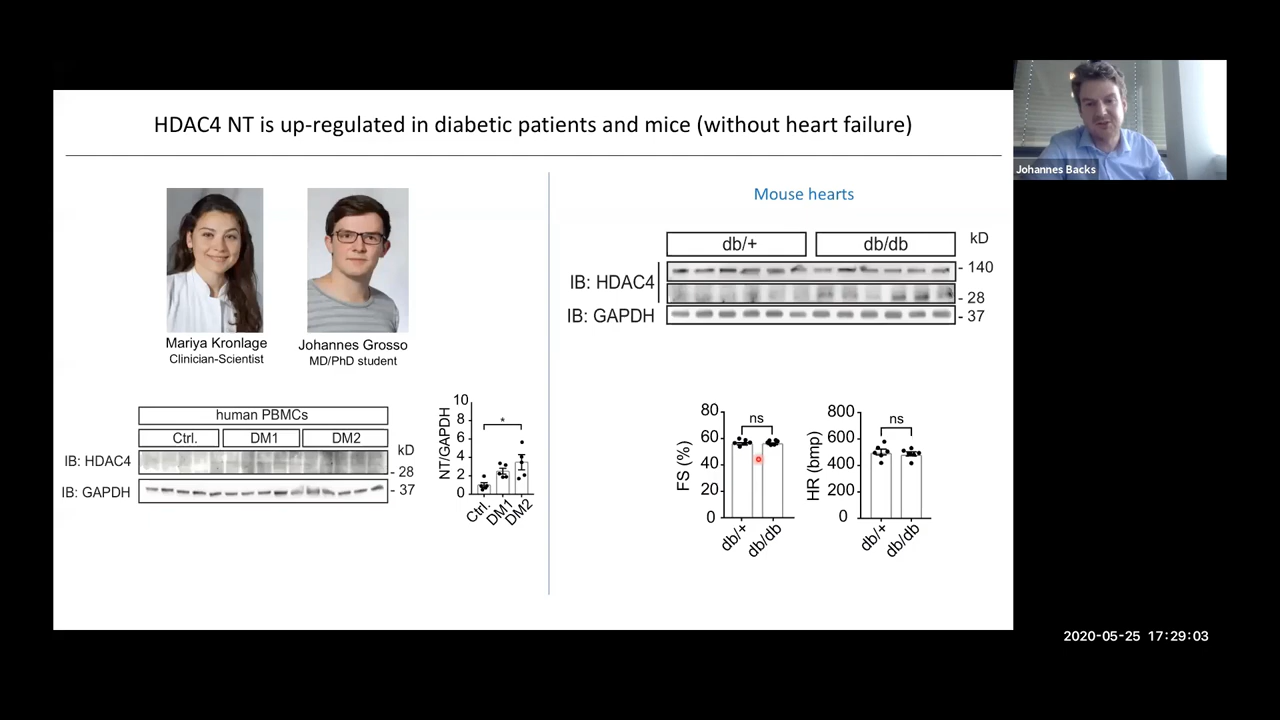 HDAC4 NT is up-regulated in diabetic patients and mice (without heart failure)
Johannes Backs
Mariya Kronlage
Clinician-Scientist
Johannes Grosso
MD/PhD student
human PBMCs
Ctrl. DM1 DM2
kD
IB: HDAC4
- 28
IB: GAPDH
- 37
NT/GAPDH
10
8
6
4
2
0
*
Ctrl. DM1 DM2
Mouse hearts
db/+ db/db
kD
- 140
IB: HDAC4
- 28
IB: GAPDH
- 37
FS (%)
80
60
40
20
0
ns
db/+ db/db
HR (bmp)
800
600
400
200
0
ns
db/+ db/db
2020-05-25 17:29:03